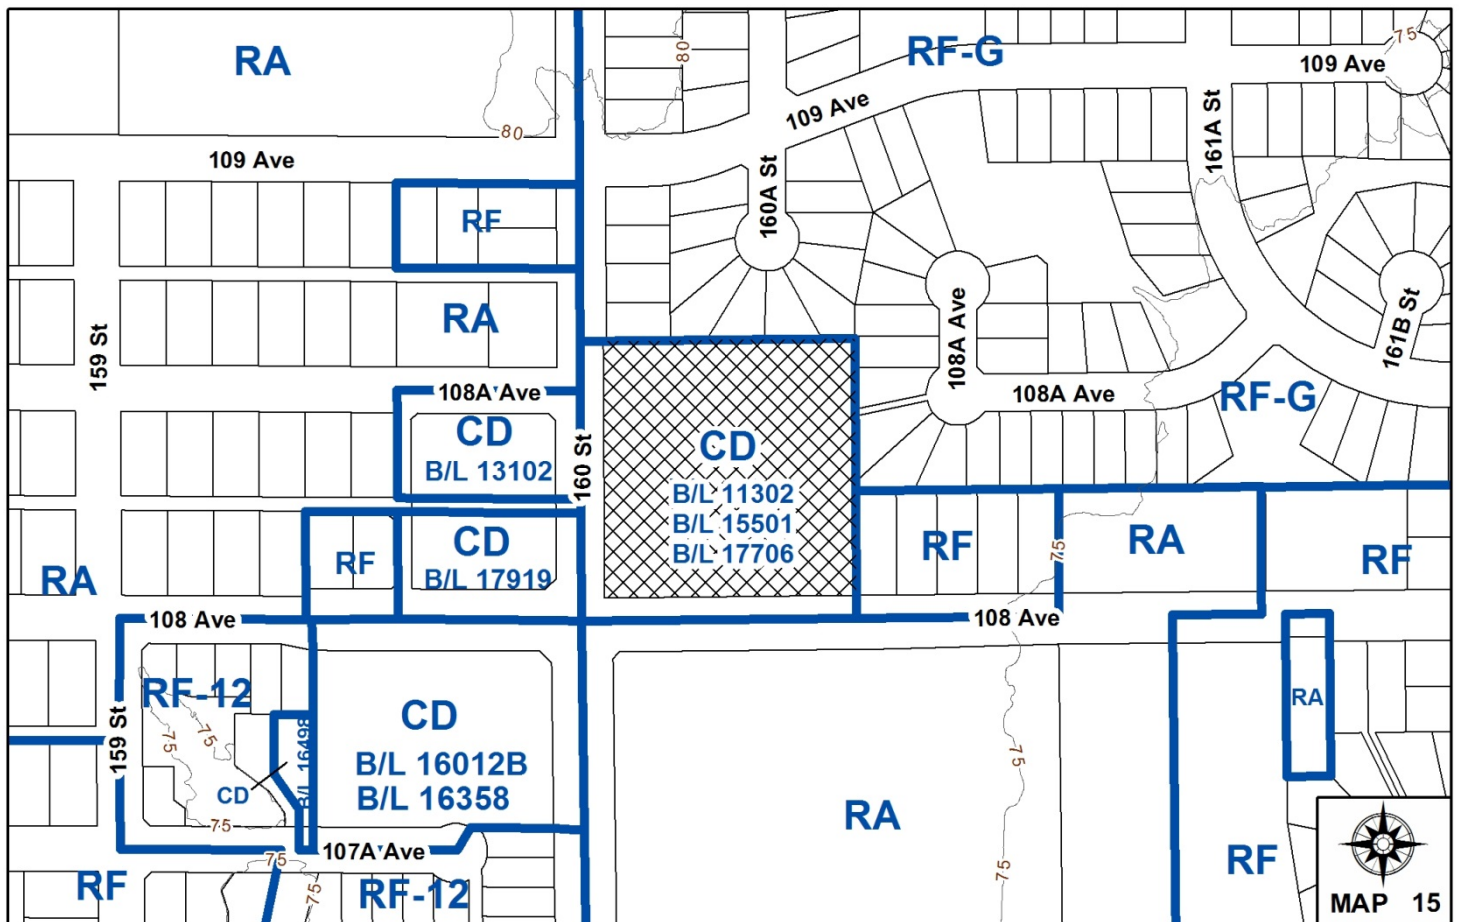 RA
80
RF-G
75
109 Ave
80
109 Ave
109 Ave
161A St
160A St
RF
RA
159 St
108A Ave
161B St
108A Ave
108A Ave
RF-G
CD
B/L 13102
160 St
CD
B/L 11302
B/L 15501
B/L 17706
CD
B/L 17919
RF
RA
RF
75
RA
RF
108 Ave
108 Ave
RF-12
159 St
75
75
CD
B/L 16498
75
CD
B/L 16012B
B/L 16358
75
RA
RA
107A Ave
75
75
RF
RF-12
75
RF
MAP 15